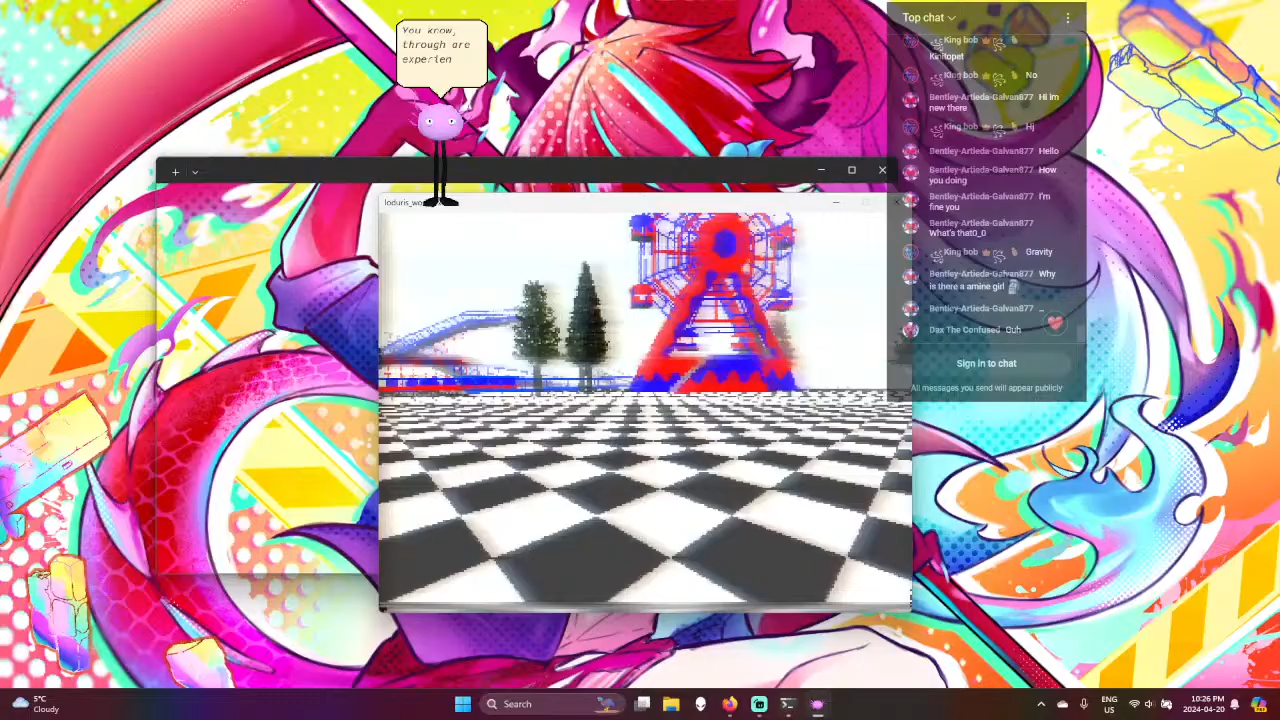 You know,
through are
experien
Top chat
King bob
Kinitopet
King bob No
Bentley-Artieda-Galvan877 Hi im
new there
King bob Hj
Bentley-Artieda-Galvan877 Hello
Bentley-Artieda-Galvan877 How
you doing
Bentley-Artieda-Galvan877 I'm
fine you
Bentley-Artieda-Galvan877
What's that0_0
King bob Gravity
Bentley-Artieda-Galvan877 Why
is there a amine girl
Bentley-Artieda-Galvan877 ..
Dax The Confused Guh
Sign in to chat
All messages you send will appear publicly
5°C
Cloudy
Search
ENG
US
10:26 PM
2024-04-20